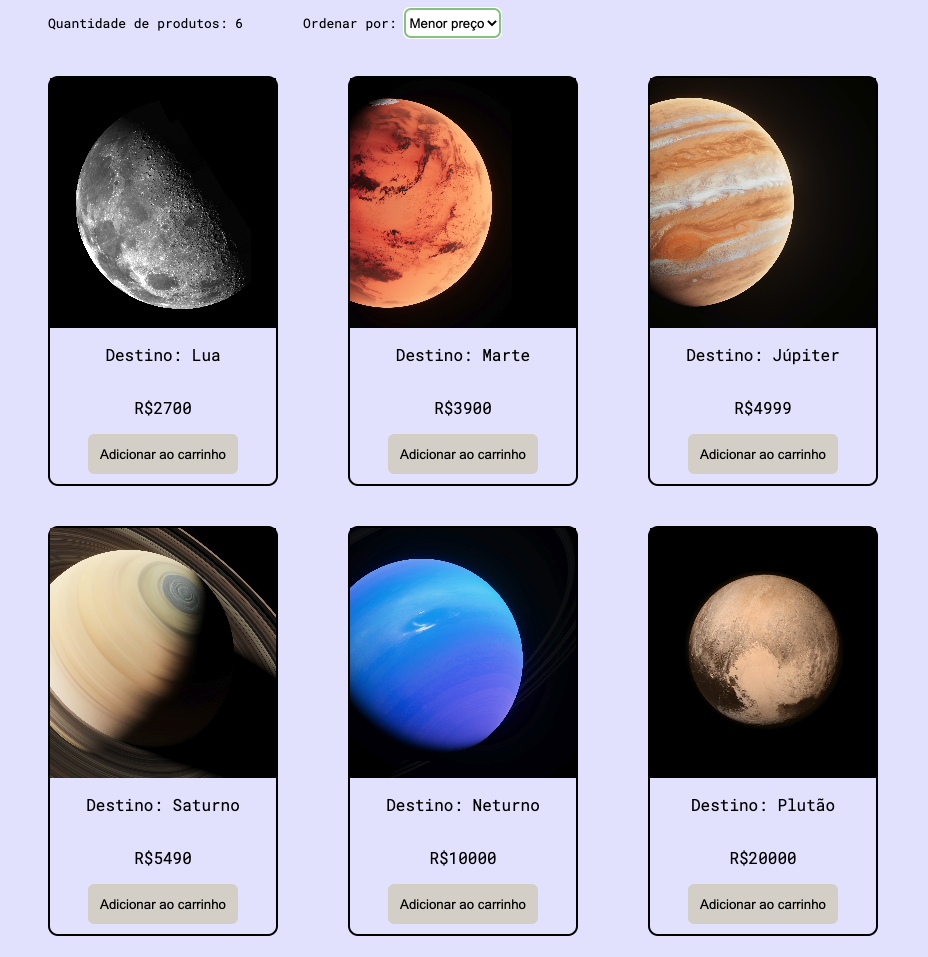 Quantidade de produtos: 6 Ordenar por: Menor preço
Destino: Lua
R$2700
Adicionar ao carrinho
Destino: Marte
R$3900
Adicionar ao carrinho
Destino: Júpiter
R$4999
Adicionar ao carrinho
Destino: Saturno
R$5490
Adicionar ao carrinho
Destino: Neturno
R$10000
Adicionar ao carrinho
Destino: Plutão
R$20000
Adicionar ao carrinho